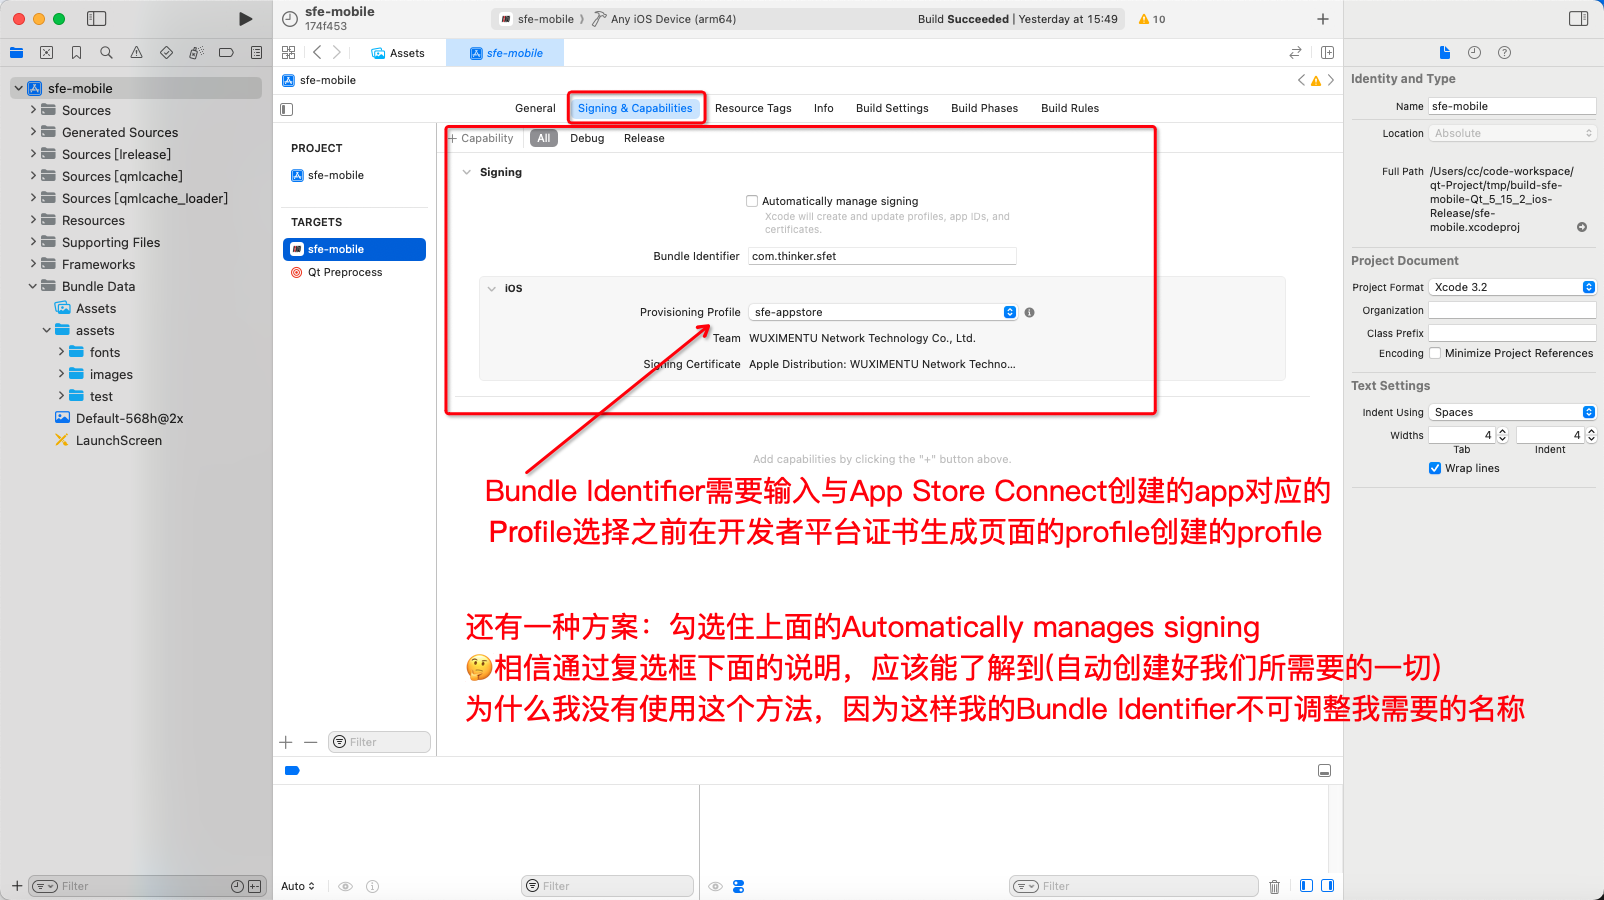 sfe-mobile
174f453
sfe-mobile 〉 Any iOS Device (arm64)
Build Succeeded | Yesterday at 15:49
10
Assets
sfe-mobile
sfe-mobile
General
Signing & Capabilities
Resource Tags
Info
Build Settings
Build Phases
Build Rules
sfe-mobile
Sources
Generated Sources
Sources [lrelease]
Sources [qmlcache]
Sources [qmlcache_loader]
Resources
Supporting Files
Frameworks
Bundle Data
Assets
assets
fonts
images
test
Default-568h@2x
LaunchScreen
Filter
PROJECT
sfe-mobile
TARGETS
sfe-mobile
Qt Preprocess
Filter
+ Capability
All
Debug
Release
Signing
Automatically manage signing
Xcode will create and update profiles, app IDs, and
certificates.
Bundle Identifier com.thinker.sfet
iOS
Provisioning Profile sfe-appstore
Team WUXIMENTU Network Technology Co., Ltd.
Signing Certificate Apple Distribution: WUXIMENTU Network Techno...
Add capabilities by clicking the "+" button above.
Bundle Identifier需要输入与App Store Connect创建的app对应的
Profile选择之前在开发者平台证书生成页面的profile创建的profile
还有一种方案：勾选住上面的Automatically manages signing
🤔相信通过复选框下面的说明，应该能了解到(自动创建好我们所需要的一切)
为什么我没有使用这个方法，因为这样我的Bundle Identifier不可调整我需要的名称
Auto
Filter
Filter
Identity and Type
Name sfe-mobile
Location Absolute
Full Path /Users/cc/code-workspace/
qt-Project/tmp/build-sfe-
mobile-Qt_5_15_2_ios-
Release/sfe-
mobile.xcodeproj
Project Document
Project Format Xcode 3.2
Organization
Class Prefix
Encoding Minimize Project References
Text Settings
Indent Using Spaces
Widths 4 4
Tab Indent
Wrap lines